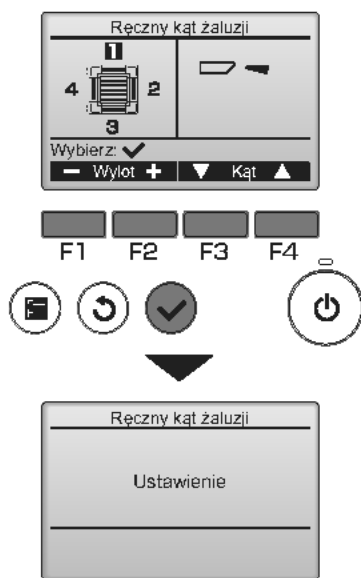 Ręczny kąt żaluzji
1
4 2
3
Wybierz: ✔
− Wylot + ▼ Kąt ▲
F1 F2 F3 F4
Ręczny kąt żaluzji
Ustawienie